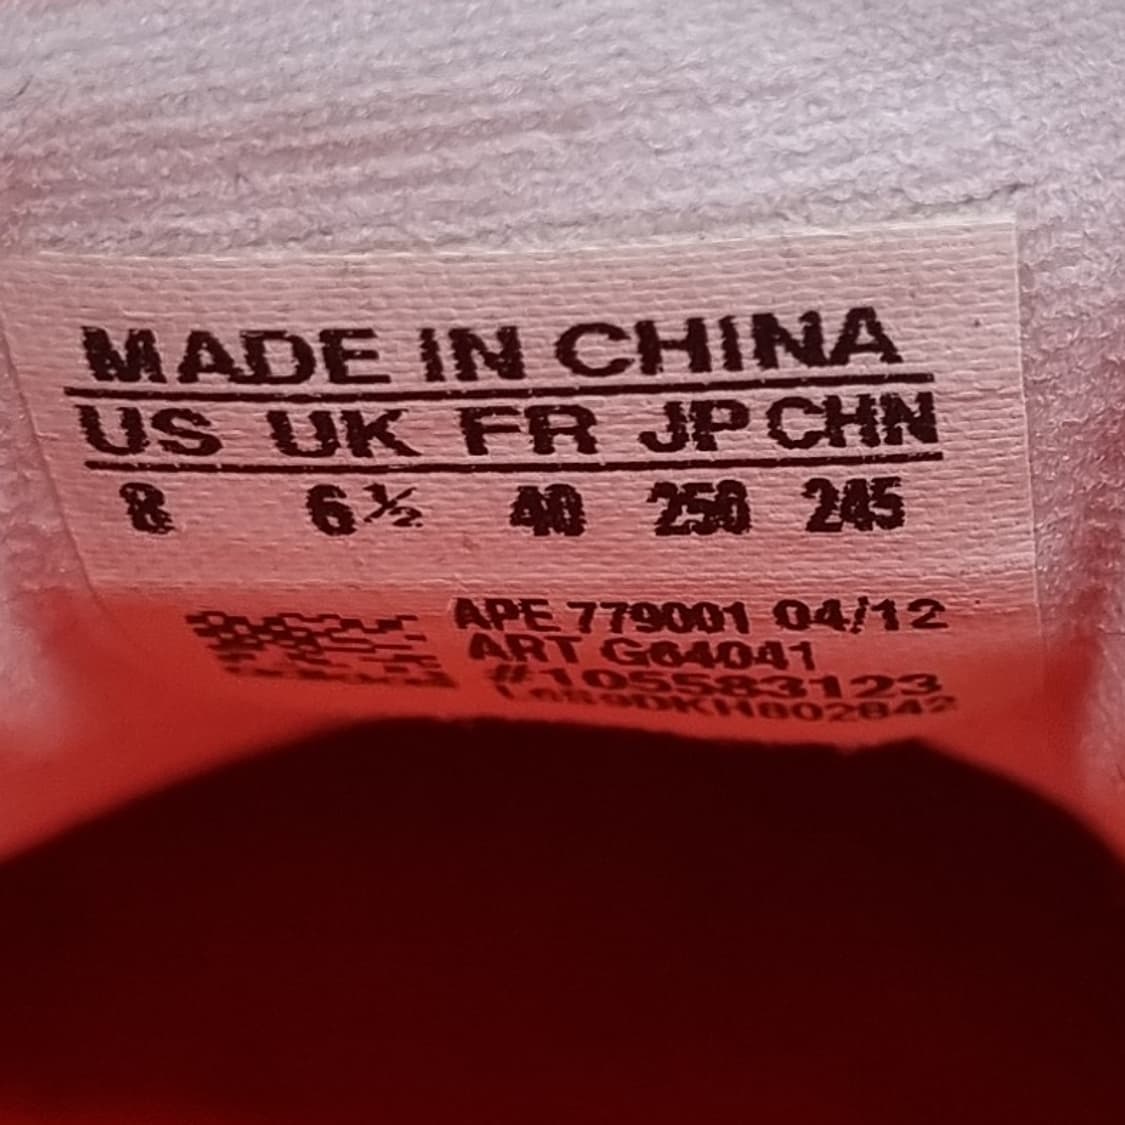 MADE IN CHINA
US UK FR JP CHN
8 6½ 40 250 245
APE 779001 04/12
ART G64041
#105583123